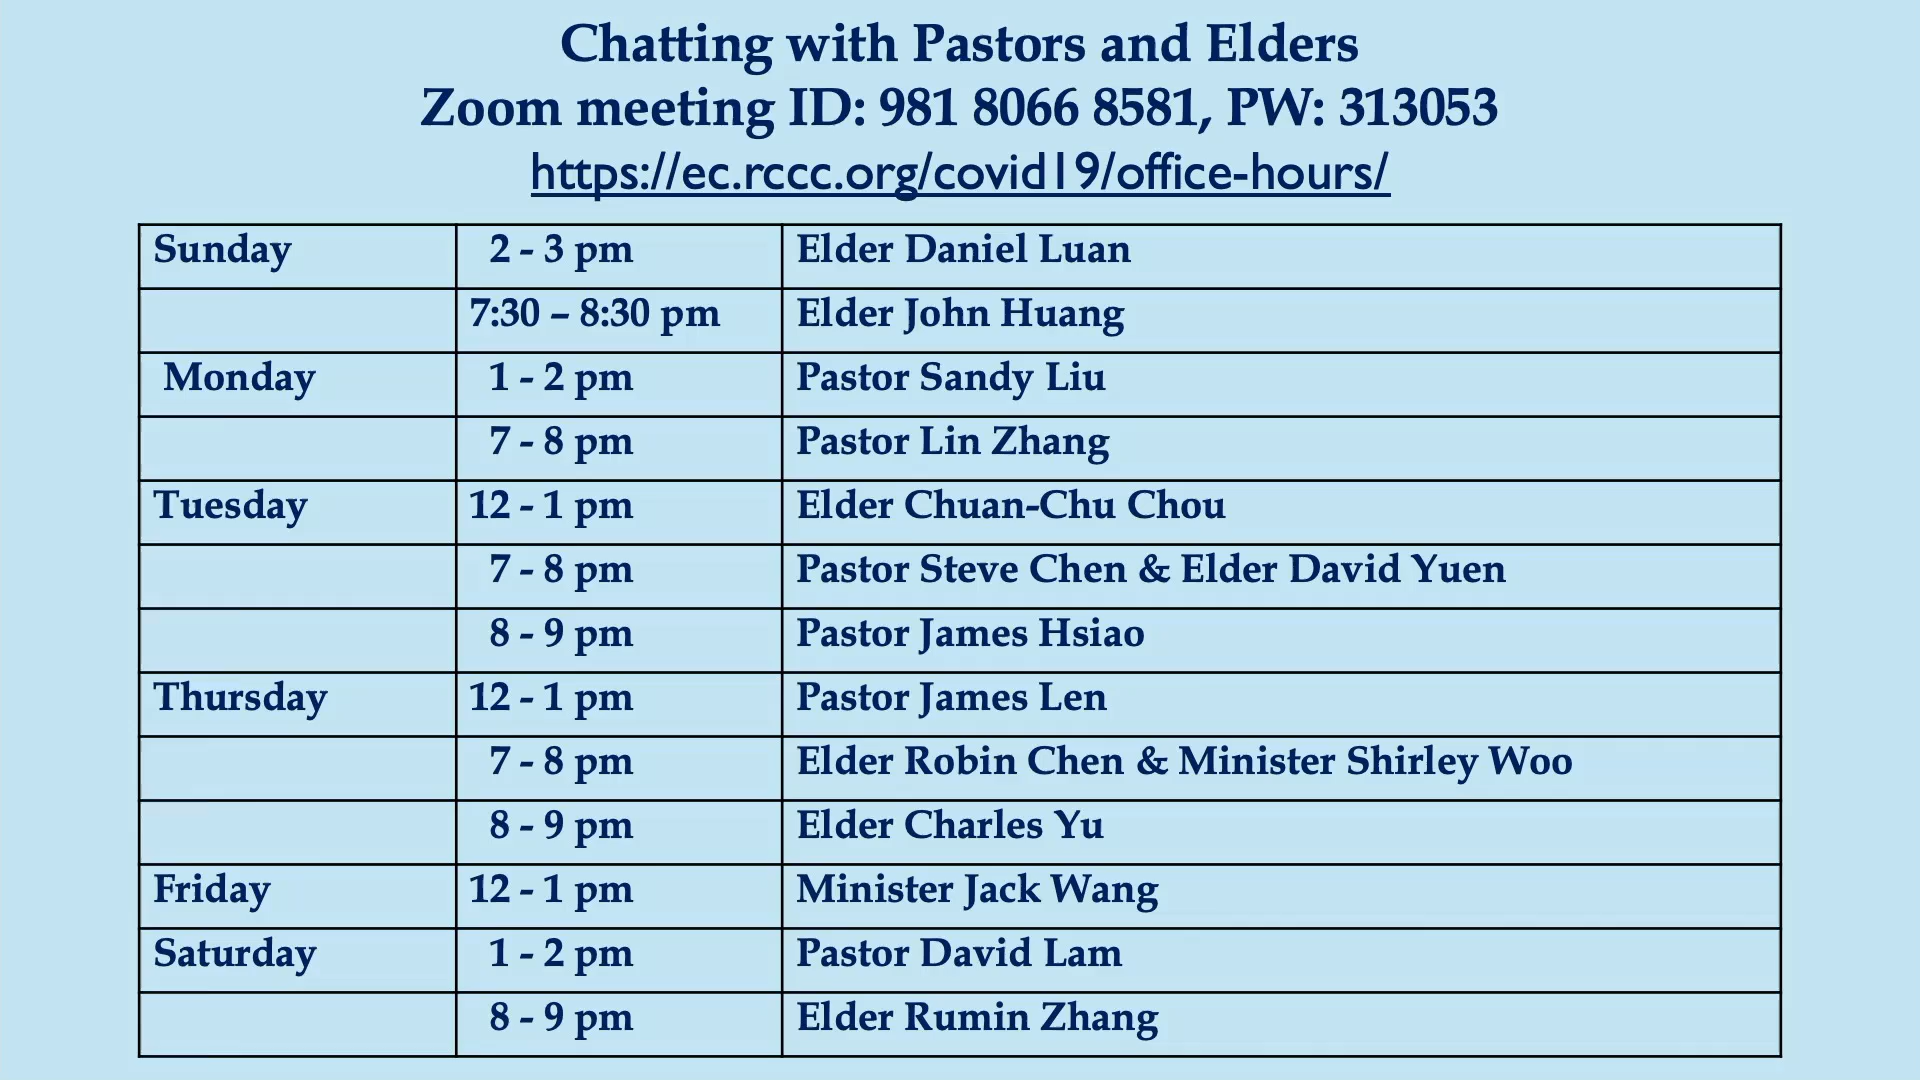 Chatting with Pastors and Elders
Zoom meeting ID: 981 8066 8581, PW: 313053
https://ec.rccc.org/covid19/office-hours/
Sunday 2 - 3 pm Elder Daniel Luan
7:30 – 8:30 pm Elder John Huang
Monday 1 - 2 pm Pastor Sandy Liu
7 - 8 pm Pastor Lin Zhang
Tuesday 12 - 1 pm Elder Chuan-Chu Chou
7 - 8 pm Pastor Steve Chen & Elder David Yuen
8 - 9 pm Pastor James Hsiao
Thursday 12 - 1 pm Pastor James Len
7 - 8 pm Elder Robin Chen & Minister Shirley Woo
8 - 9 pm Elder Charles Yu
Friday 12 - 1 pm Minister Jack Wang
Saturday 1 - 2 pm Pastor David Lam
8 - 9 pm Elder Rumin Zhang